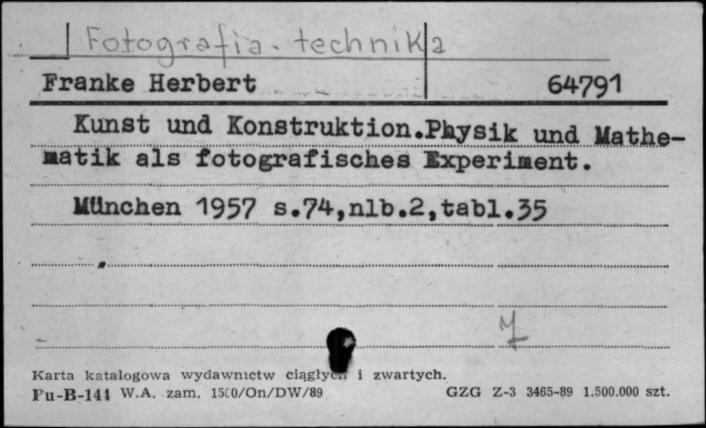 Fotografia - technika
Franke Herbert 64791
Kunst und Konstruktion.Physik und Mathe-
matik als fotografisches Experiment.
München 1957 s.74,nlb.2,tabl.35
Karta katalogowa wydawnictw ciągłych i zwartych.
Pu-B-144 W.A. zam. 1500/On/DW/89 GZG Z-3 3465-89 1.500.000 szt.